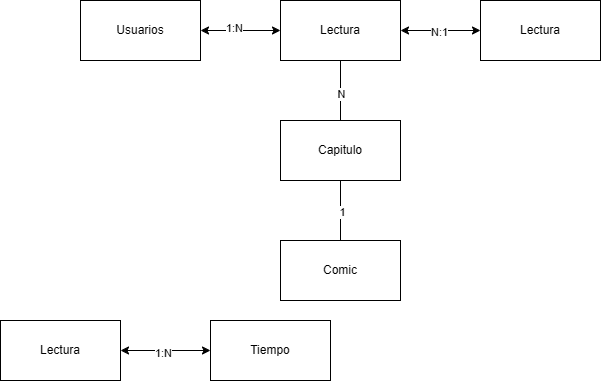 Usuarios
1:N
Lectura
N:1
Lectura
N
Capitulo
1
Comic
Lectura
1:N
Tiempo